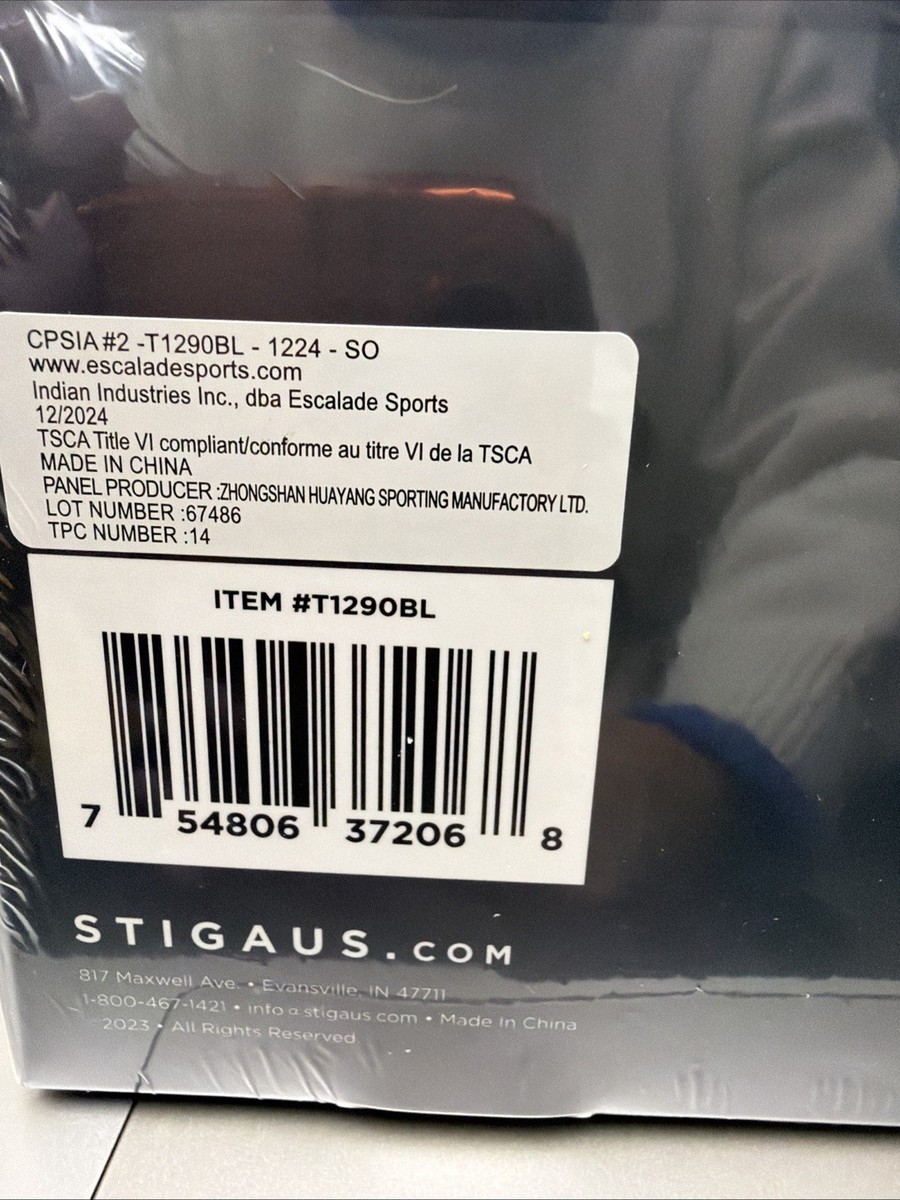 CPSIA #2 -T1290BL - 1224 - SO
www.escaladesports.com
Indian Industries Inc., dba Escalade Sports
12/2024
TSCA Title VI compliant/conforme au titre VI de la TSCA
MADE IN CHINA
PANEL PRODUCER :ZHONGSHAN HUAYANG SPORTING MANUFACTORY LTD.
LOT NUMBER :67486
TPC NUMBER :14
ITEM #T1290BL
7 54806 37206 8
STIGAUS.COM
817 Maxwell Ave. • Evansville, IN 47711
1-800-467-1421 • info@stigaus.com • Made In China
2023 • All Rights Reserved.